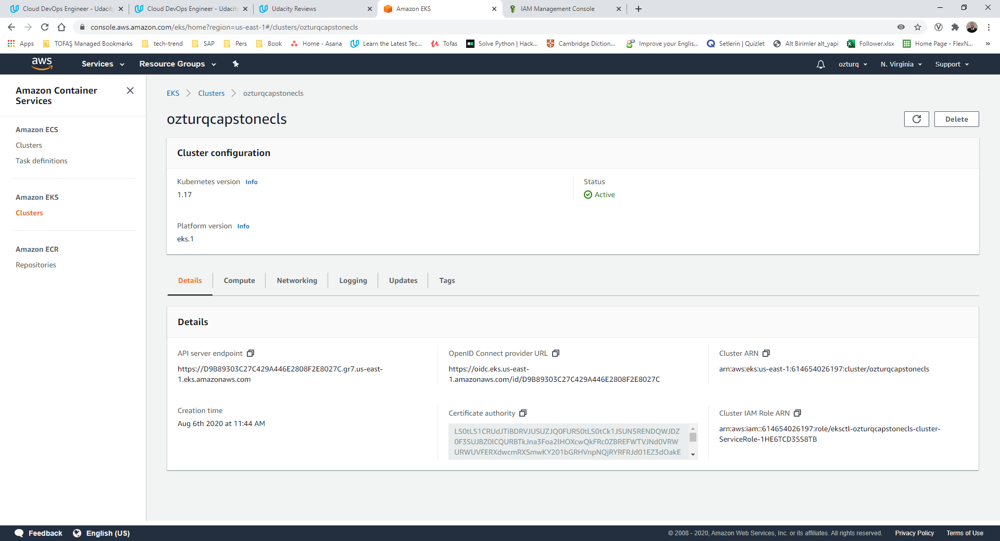 Cloud DevOps Engineer - Udacity
Cloud DevOps Engineer - Udacity
Udacity Reviews
Amazon EKS
IAM Management Console
console.aws.amazon.com/eks/home?region=us-east-1#/clusters/ozturqcapstonecls
Apps
TOFAŞ Managed Bookmarks
tech-trend
SAP
Pers
Book
Home - Asana
Learn the Latest Tec...
Tofas
Solve Python | Hack...
Cambridge Diction...
Improve your Englis...
Setlerin | Quizlet
Alt Birimler alt_yapi
Follower.xlsx
Home Page - FlexN...
»
aws
Services
Resource Groups
ozturq
N. Virginia
Support
Amazon Container
Services
Amazon ECS
Clusters
Task definitions
Amazon EKS
Clusters
Amazon ECR
Repositories
EKS
Clusters
ozturqcapstonecls
ozturqcapstonecls
Delete
Cluster configuration
Kubernetes version Info
1.17
Status
Active
Platform version Info
eks.1
Details
Compute
Networking
Logging
Updates
Tags
Details
API server endpoint
https://D9B89303C27C429A446E2808F2E8027C.gr7.us-east-
1.eks.amazonaws.com
OpenID Connect provider URL
https://oidc.eks.us-east-
1.amazonaws.com/id/D9B89303C27C429A446E2808F2E8027C
Cluster ARN
arn:aws:eks:us-east-1:614654026197:cluster/ozturqcapstonecls
Creation time
Aug 6th 2020 at 11:44 AM
Certificate authority
LS0tLS1CRUdJTiBDRVJUSUZJQ0FURS0tLS0tCk1JSUN5RENDQWJDZ
0F3SUJBZ0lCQURBTkJna3Foa2lHOXcwQkFRc0ZBREFWTVJNd0VRW
URWUVFERXdwcmRXSmwKY201bGRHVnpNQjRYRFRJd01EZ3dOakE
Cluster IAM Role ARN
arn:aws:iam::614654026197:role/eksctl-ozturqcapstonecls-cluster-
ServiceRole-1HE6TCD3SS8TB
Feedback
English (US)
© 2008 - 2020, Amazon Web Services, Inc. or its affiliates. All rights reserved.
Privacy Policy
Terms of Use